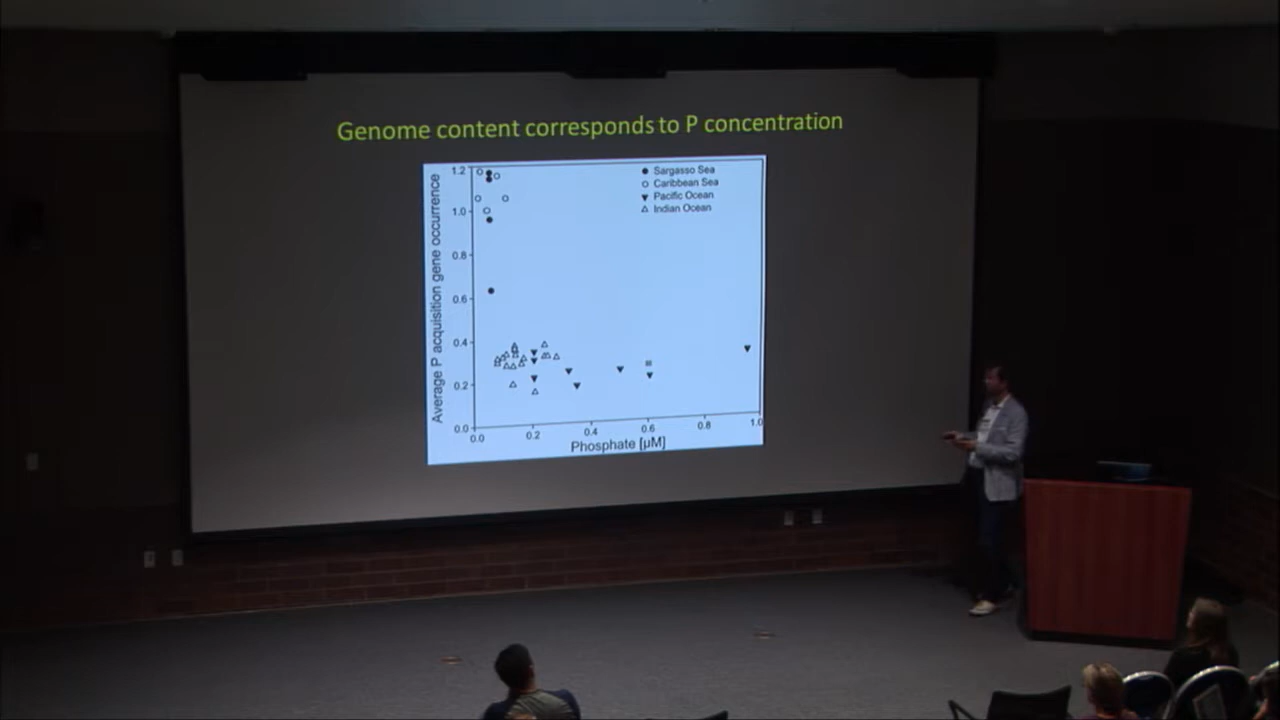 Genome content corresponds to P concentration
Sargasso Sea
Caribbean Sea
Pacific Ocean
Indian Ocean
Average P acquisition gene occurrence
1.2
1.0
0.8
0.6
0.4
0.2
0.0
0.0 0.2 0.4 0.6 0.8 1.0
Phosphate [µM]